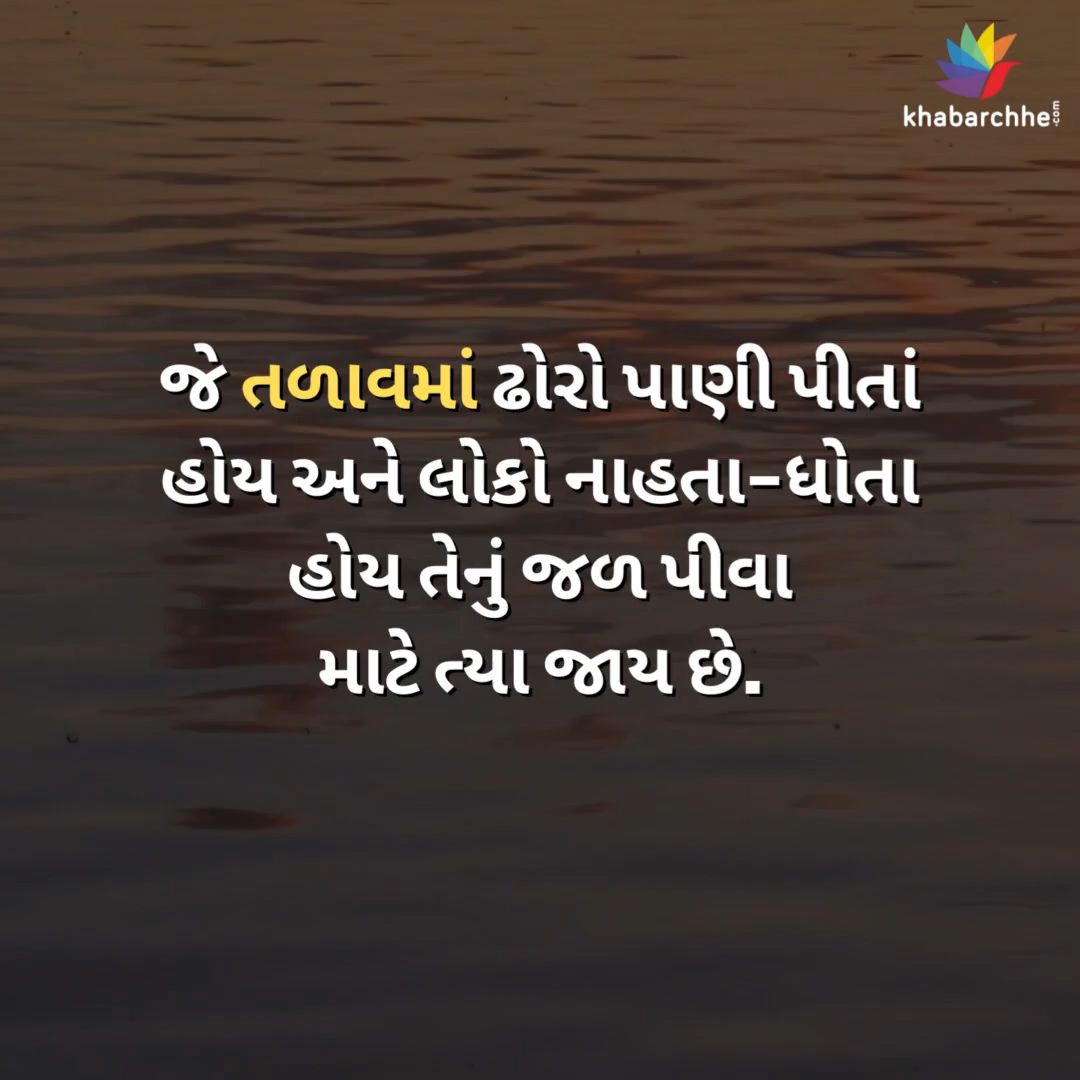 khabarchhe.com
જે તળાવમાં ઢોરો પાણી પીતાં
હોય અને લોકો નાહતા-ધોતા
હોય તેનું જળ પીવા
માટે ત્યા જાય છે.